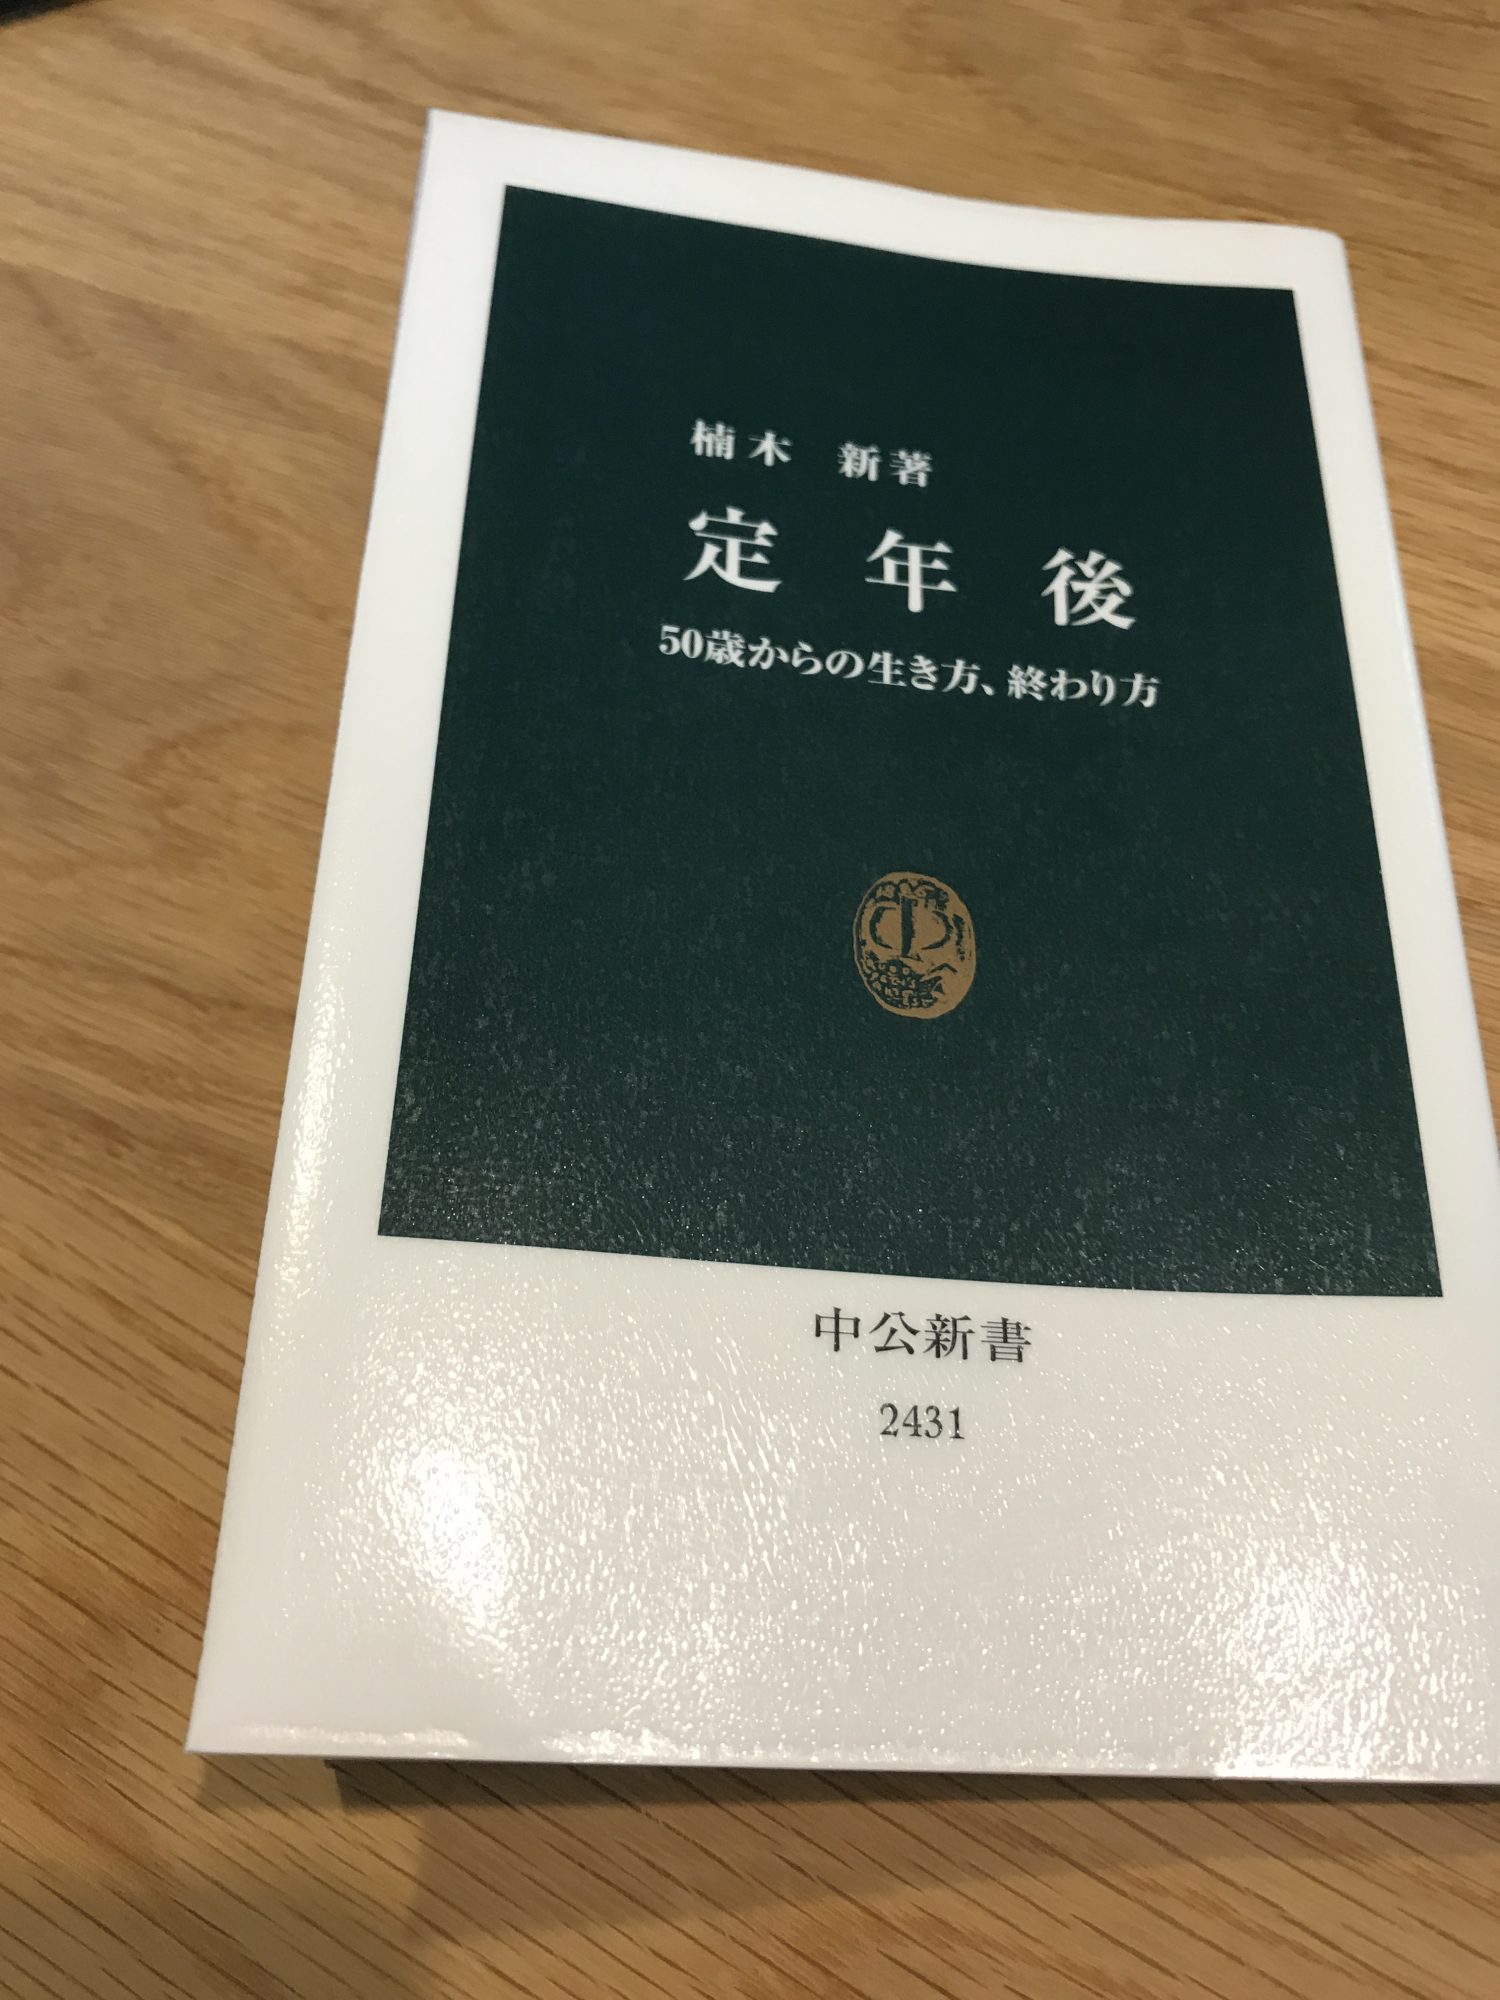 楠木 新著
定年後
50歳からの生き方、終わり方
中公新書
2431